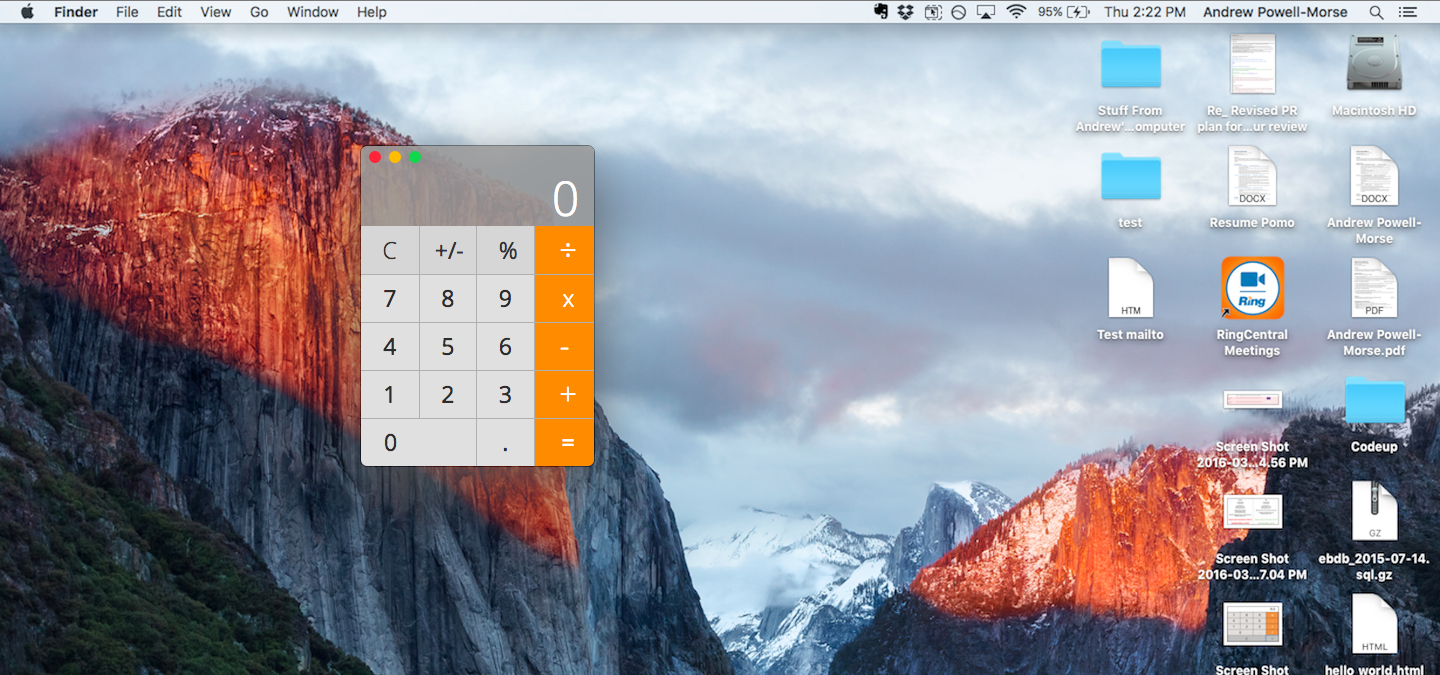 Finder File Edit View Go Window Help 95% Thu 2:22 PM Andrew Powell-Morse
Stuff From
Andrew'...omputer
Re_ Revised PR
plan for...ur review
Macintosh HD
test
DOCX
Resume Pomo
DOCX
Andrew Powell-
Morse
HTM
Test mailto
Ring
RingCentral
Meetings
PDF
Andrew Powell-
Morse.pdf
Screen Shot
2016-03...4.56 PM
Codeup
Screen Shot
2016-03...7.04 PM
GZ
ebdb_2015-07-14.
sql.gz
Screen Shot
HTML
hello_world.html
0
C +/- % ÷
7 8 9 x
4 5 6 -
1 2 3 +
0 . =